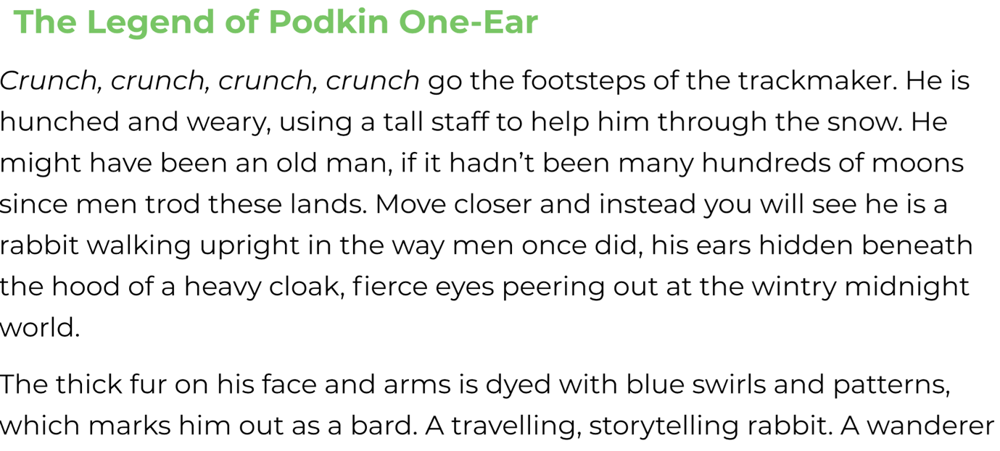 The Legend of Podkin One-Ear
Crunch, crunch, crunch, crunch go the footsteps of the trackmaker. He is
hunched and weary, using a tall staff to help him through the snow. He
might have been an old man, if it hadn’t been many hundreds of moons
since men trod these lands. Move closer and instead you will see he is a
rabbit walking upright in the way men once did, his ears hidden beneath
the hood of a heavy cloak, fierce eyes peering out at the wintry midnight
world.
The thick fur on his face and arms is dyed with blue swirls and patterns,
which marks him out as a bard. A travelling, storytelling rabbit. A wanderer